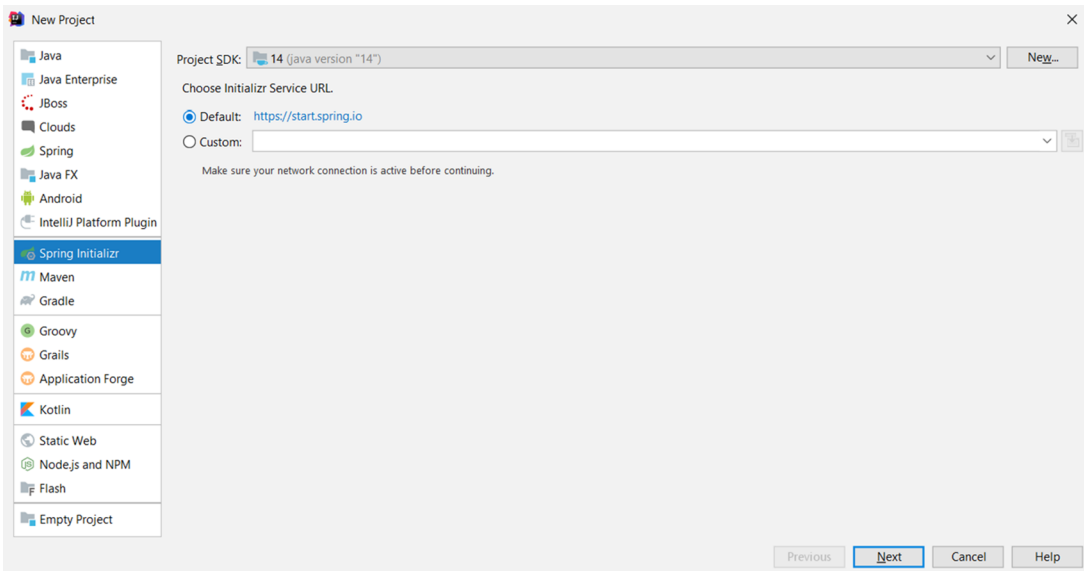 New Project
Java
Java Enterprise
JBoss
Clouds
Spring
Java FX
Android
IntelliJ Platform Plugin
Spring Initializr
Maven
Gradle
Groovy
Grails
Application Forge
Kotlin
Static Web
Node.js and NPM
Flash
Empty Project
Project SDK: 14 (java version "14") New...
Choose Initializr Service URL.
Default: https://start.spring.io
Custom:
Make sure your network connection is active before continuing.
Previous Next Cancel Help